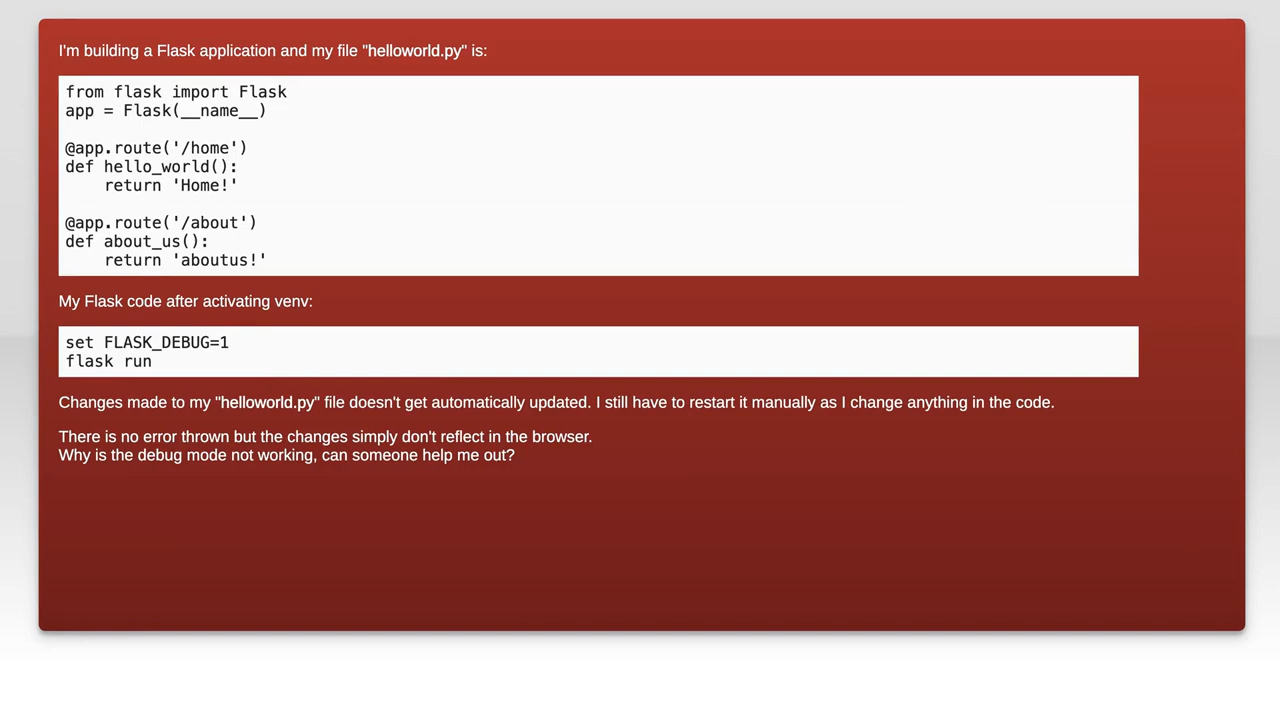 I'm building a Flask application and my file "helloworld.py" is:
from flask import Flask
app = Flask(__name__)
@app.route('/home')
def hello_world():
    return 'Home!'
@app.route('/about')
def about_us():
    return 'aboutus!'
My Flask code after activating venv:
set FLASK_DEBUG=1
flask run
Changes made to my "helloworld.py" file doesn't get automatically updated. I still have to restart it manually as I change anything in the code.
There is no error thrown but the changes simply don't reflect in the browser.
Why is the debug mode not working, can someone help me out?